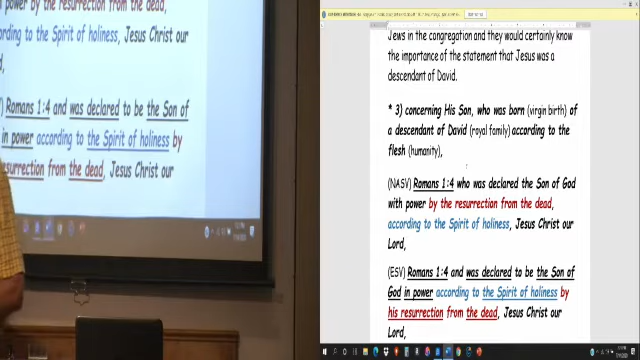 power by the resurrection from the dead,
cording to the Spirit of holiness, Jesus Christ our
) Romans 1:4 and was declared to be the Son of
in power according to the Spirit of holiness by
resurrection from the dead, Jesus Christ our
Jews in the congregation and they would certainly know
the importance of the statement that Jesus was a
descendant of David.
* 3) concerning His Son, who was born (virgin birth) of
a descendant of David (royal family) according to the
flesh (humanity),
(NASV) Romans 1:4 who was declared the Son of God
with power by the resurrection from the dead,
according to the Spirit of holiness, Jesus Christ our
Lord,
(ESV) Romans 1:4 and was declared to be the Son of
God in power according to the Spirit of holiness by
his resurrection from the dead, Jesus Christ our
Lord,